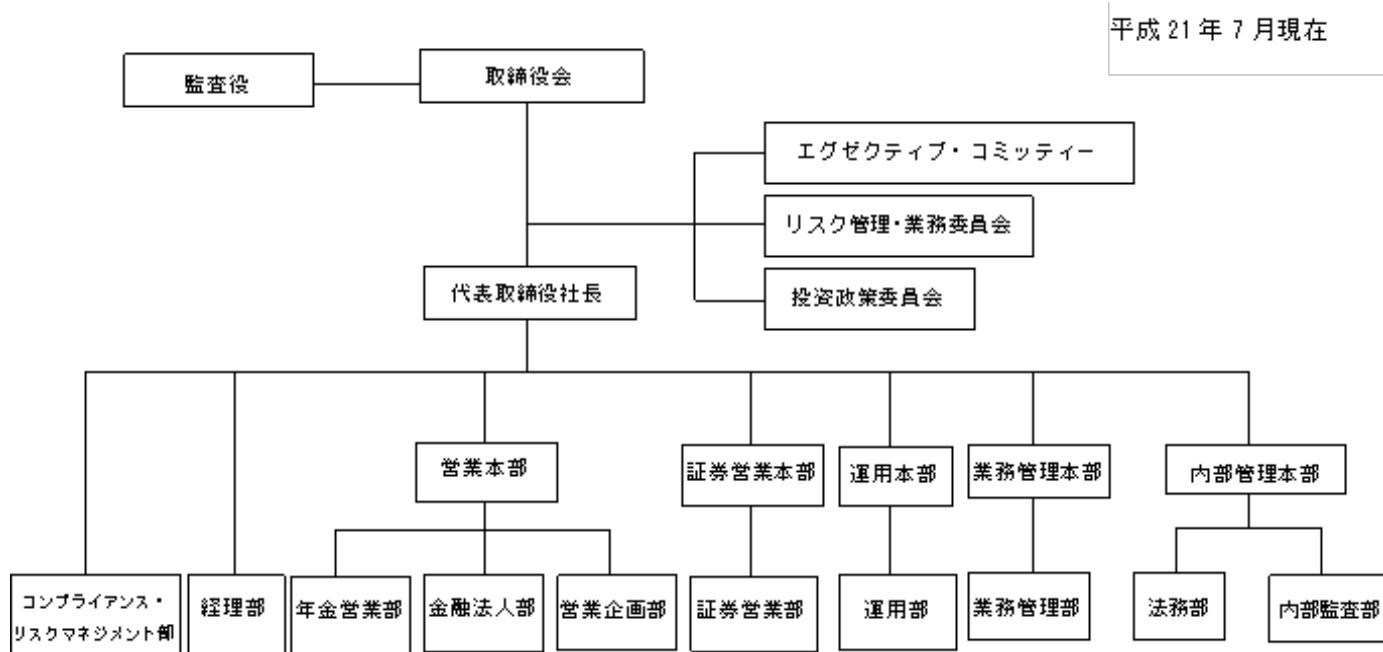 平成21年7月現在
監査役
取締役会
エグゼクティブ・コミッティー
リスク管理・業務委員会
代表取締役社長
投資政策委員会
営業本部
証券営業本部
運用本部
業務管理本部
内部管理本部
コンプライアンス・
リスクマネジメント部
経理部
年金営業部
金融法人部
営業企画部
証券営業部
運用部
業務管理部
法務部
内部監査部